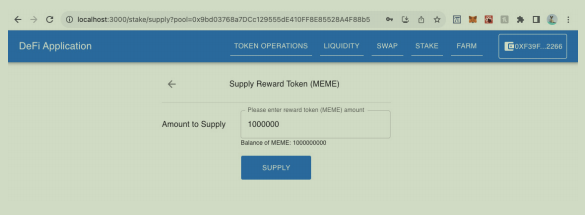 localhost:3000/stake/supply?pool=0x9bd03768a7DCc129555dE410FF8E85528A4F88b5
DeFi Application TOKEN OPERATIONS LIQUIDITY SWAP STAKE FARM 0XF39F...2266
Supply Reward Token (MEME)
Please enter reward token (MEME) amount
Amount to Supply 1000000
Balance of MEME: 1000000000
SUPPLY